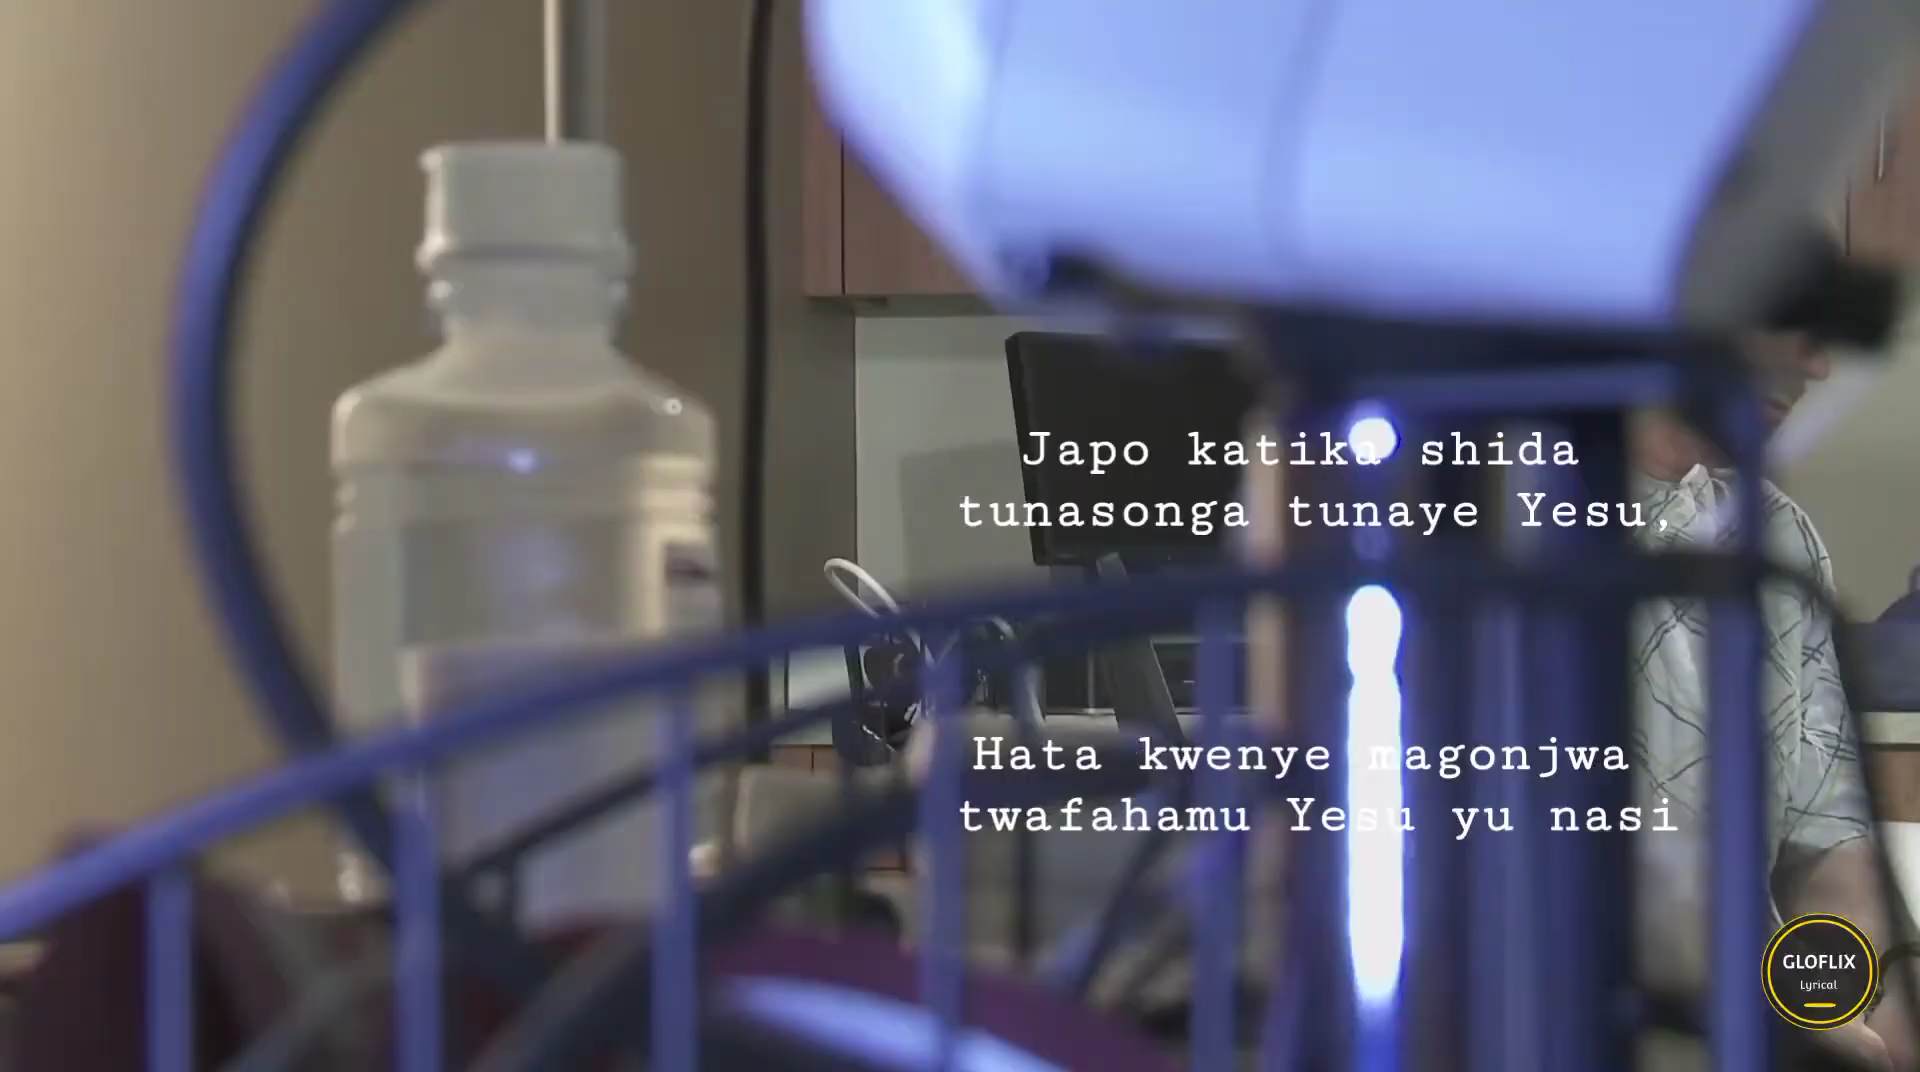 Japo katika shida
tunasonga tunaye Yesu,
Hata kwenye magonjwa
twafahamu Yesu yu nasi
GLOFLIX
Lyrical